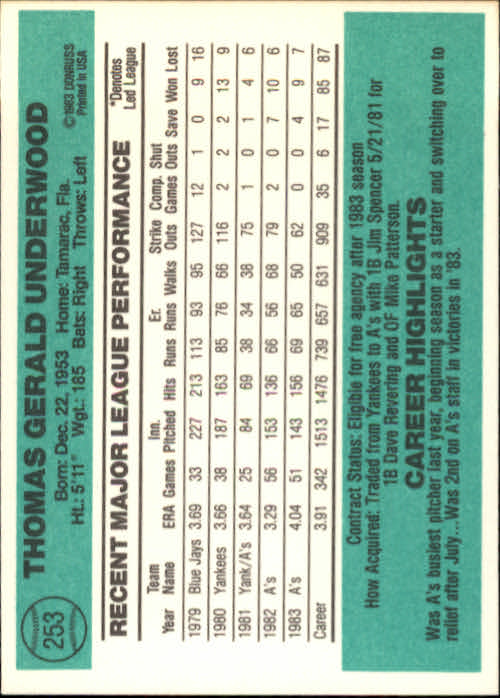 253
THOMAS GERALD UNDERWOOD
Born: Dec. 22, 1953 Home: Tamarac, Fla.
Ht.: 5'11" Wgt.: 185 Bats: Right Throws: Left
©1983 DONRUSS
Printed in USA
RECENT MAJOR LEAGUE PERFORMANCE
*Denotes
Led League
Team Inn. Er. Strike Comp. Shut
Year Name ERA Games Pitched Hits Runs Runs Walks Outs Games Outs Save Won Lost
1979 Blue Jays 3.69 33 227 213 113 93 95 127 12 1 0 9 16
1980 Yankees 3.66 38 187 163 85 76 66 116 2 2 2 13 9
1981 Yank/A's 3.64 25 84 69 38 34 38 75 1 0 1 4 6
1982 A's 3.29 56 153 136 66 56 68 79 2 0 7 10 6
1983 A's 4.04 51 143 156 69 65 50 62 0 0 4 9 7
Career 3.91 342 1513 1476 739 657 631 909 35 6 17 85 87
Contract Status: Eligible for free agency after 1983 season
How Acquired: Traded from Yankees to A's with 1B Jim Spencer 5/21/81 for
1B Dave Revering and OF Mike Patterson.
CAREER HIGHLIGHTS
Was A's busiest pitcher last year, beginning season as a starter and switching over to
relief after July... Was 2nd on A's staff in victories in '83.